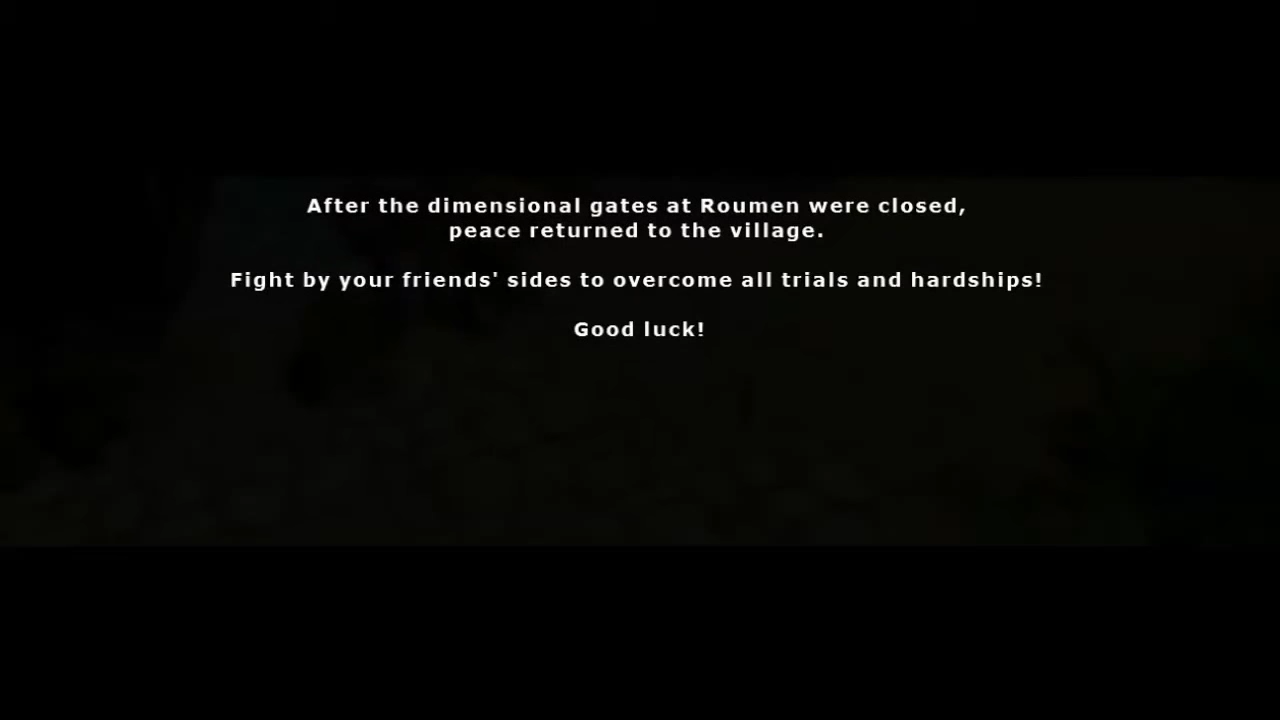 After the dimensional gates at Roumen were closed,
peace returned to the village.
Fight by your friends' sides to overcome all trials and hardships!
Good luck!